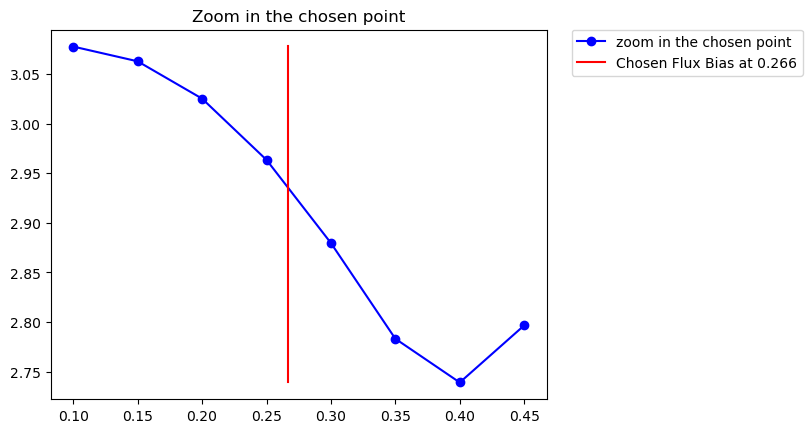 Zoom in the chosen point
zoom in the chosen point
Chosen Flux Bias at 0.266
3.05
3.00
2.95
2.90
2.85
2.80
2.75
0.10 0.15 0.20 0.25 0.30 0.35 0.40 0.45